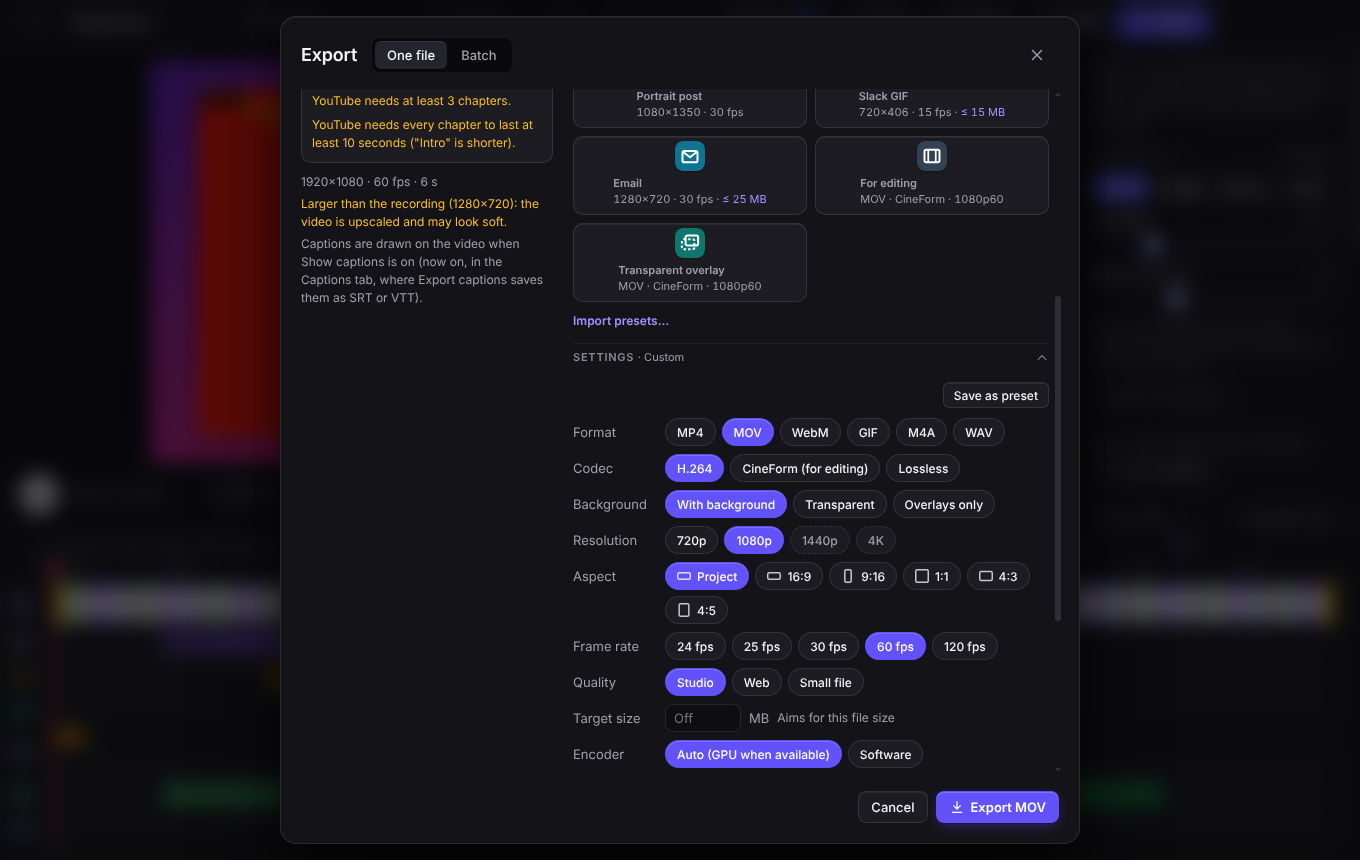 Export
One file
Batch
YouTube needs at least 3 chapters.
YouTube needs every chapter to last at
least 10 seconds ("Intro" is shorter).
1920×1080 · 60 fps · 6 s
Larger than the recording (1280×720): the
video is upscaled and may look soft.
Captions are drawn on the video when
Show captions is on (now on, in the
Captions tab, where Export captions saves
them as SRT or VTT).
Portrait post
1080×1350 · 30 fps
Slack GIF
720×406 · 15 fps · ≤ 15 MB
Email
1280×720 · 30 fps · ≤ 25 MB
For editing
MOV · CineForm · 1080p60
Transparent overlay
MOV · CineForm · 1080p60
Import presets...
SETTINGS · Custom
Save as preset
Format MP4 MOV WebM GIF M4A WAV
Codec H.264 CineForm (for editing) Lossless
Background With background Transparent Overlays only
Resolution 720p 1080p 1440p 4K
Aspect Project 16:9 9:16 1:1 4:3
4:5
Frame rate 24 fps 25 fps 30 fps 60 fps 120 fps
Quality Studio Web Small file
Target size Off MB Aims for this file size
Encoder Auto (GPU when available) Software
Cancel Export MOV